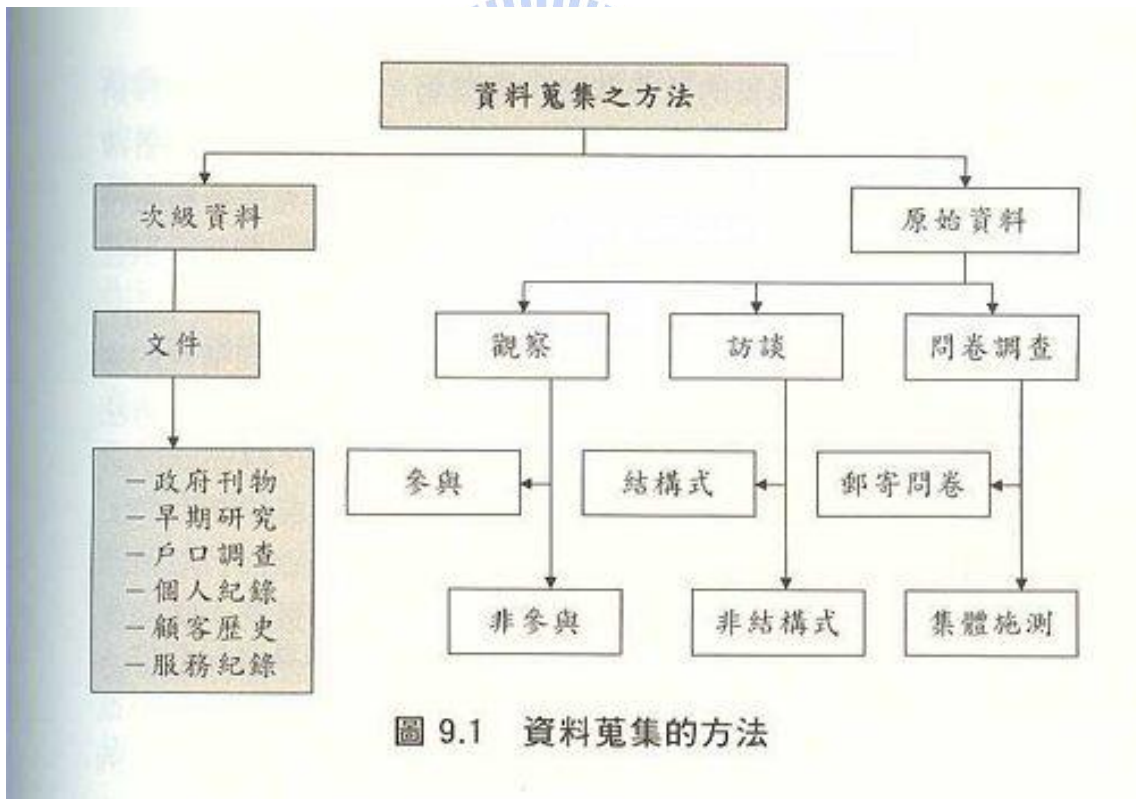 資料蒐集之方法
次級資料
原始資料
文件
觀察
訪談
問卷調查
－政府刊物
－早期研究
－戶口調查
－個人紀錄
－顧客歷史
－服務紀錄
參與
結構式
郵寄問卷
非參與
非結構式
集體施測
圖 9.1 資料蒐集的方法